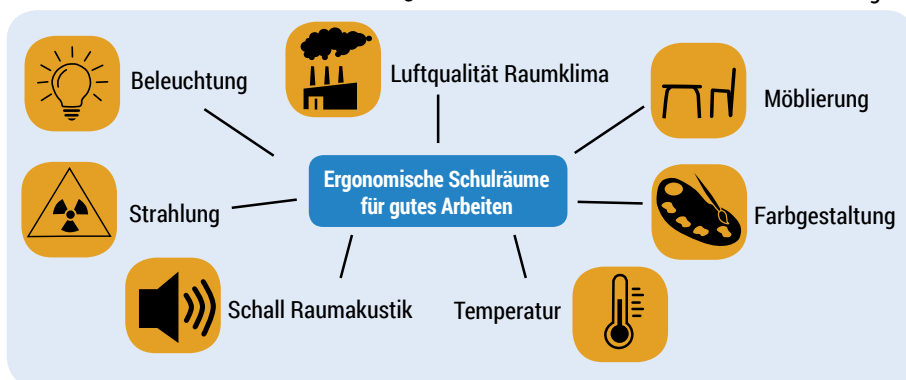 Beleuchtung
Luftqualität Raumklima
Möblierung
Ergonomische Schulräume
für gutes Arbeiten
Strahlung
Farbgestaltung
Schall Raumakustik
Temperatur